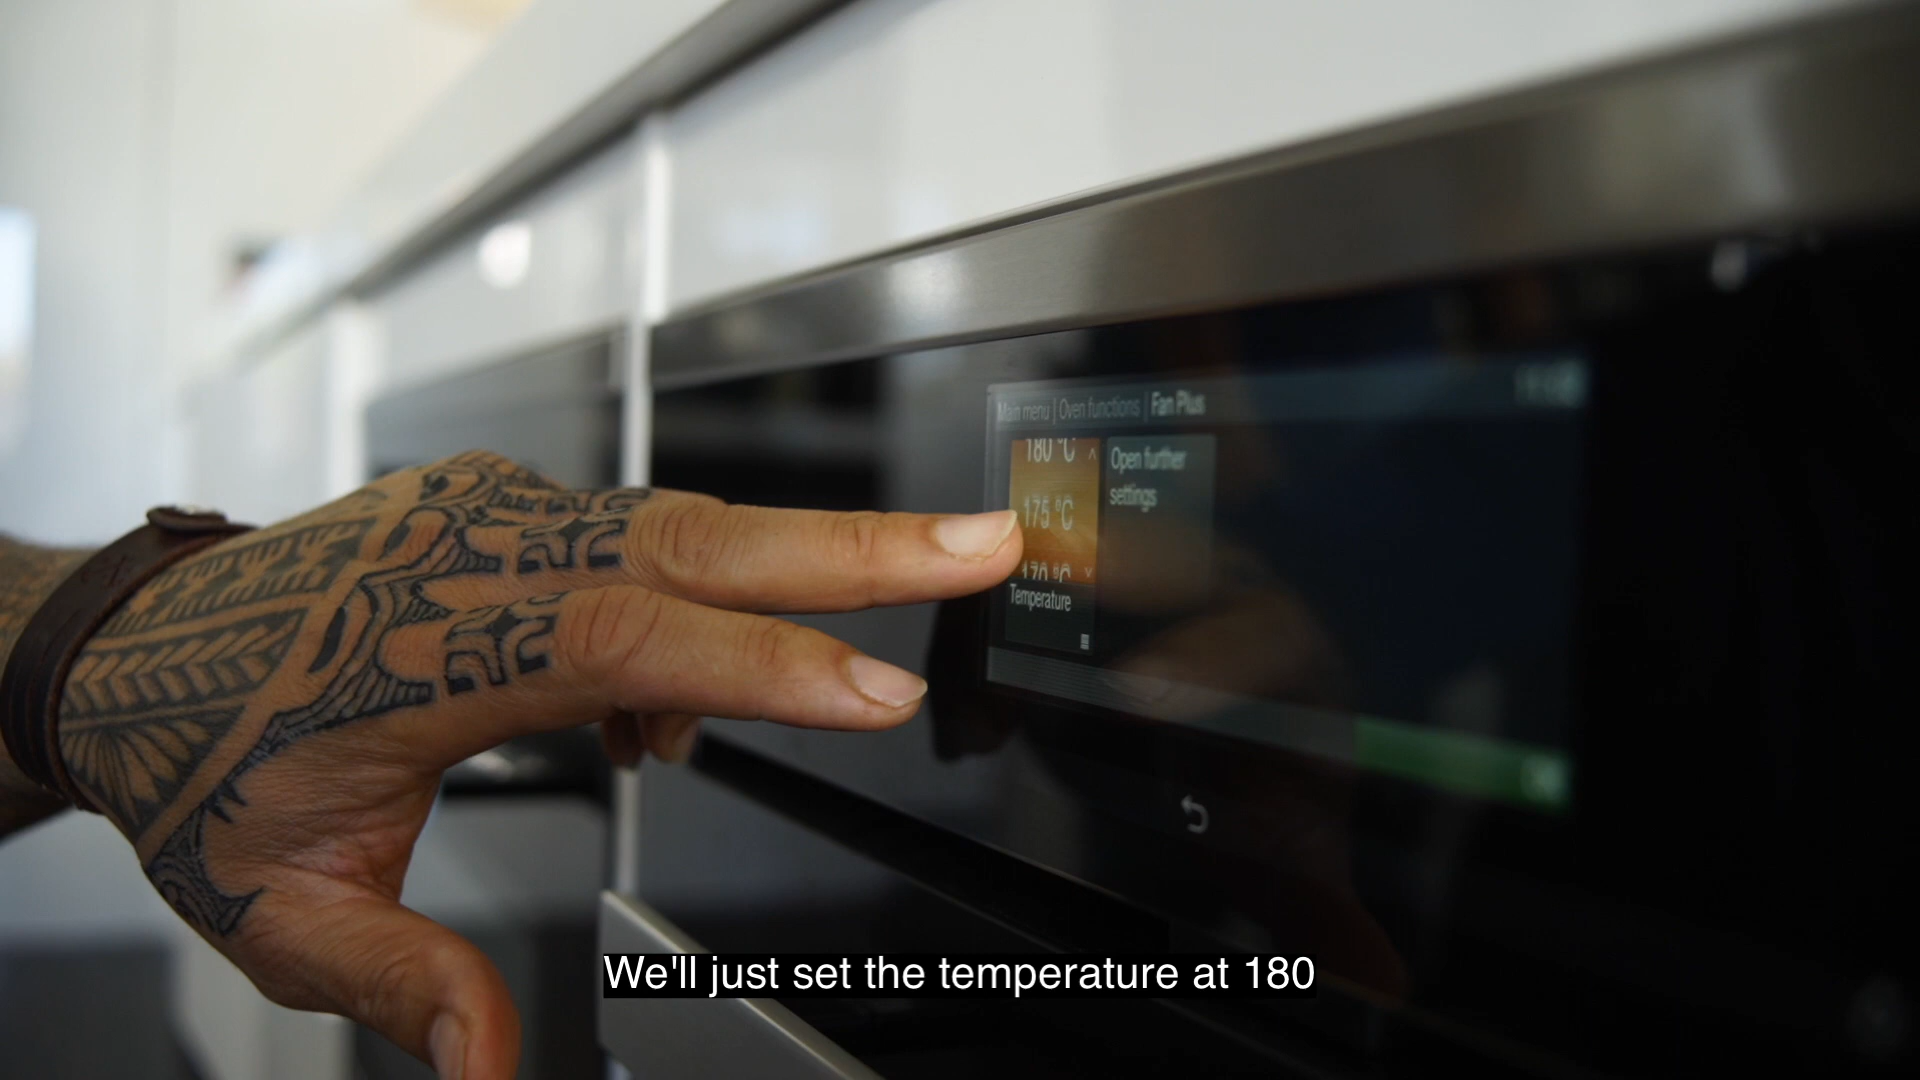 Main menu | Oven functions | Fan Plus
180 °C
175 °C
170 °C
Temperature
Open further
settings
We'll just set the temperature at 180